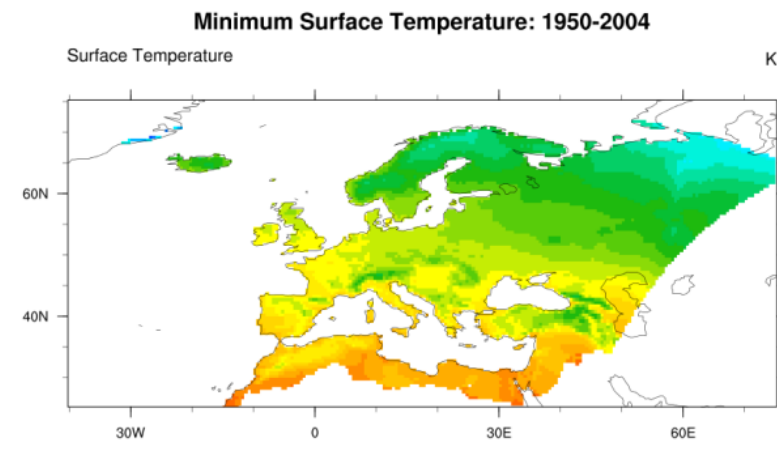 Minimum Surface Temperature: 1950-2004
Surface Temperature K
60N
40N
30W 0 30E 60E